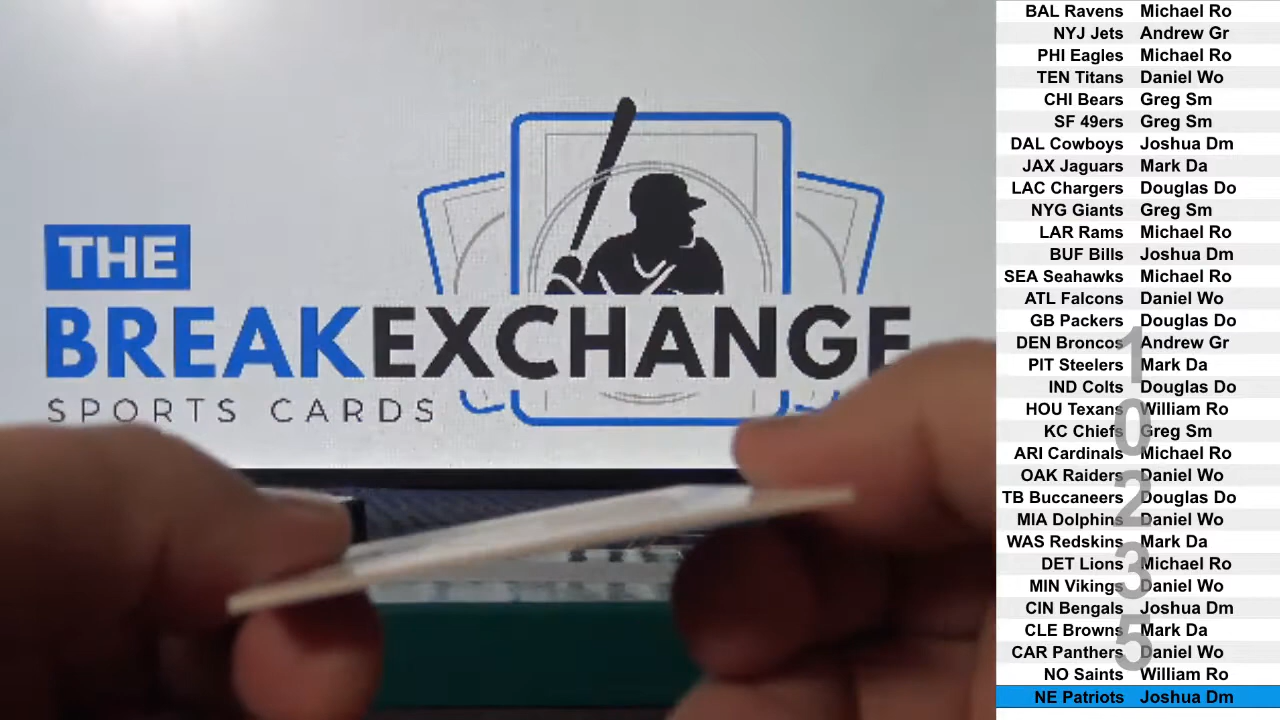 THE
BREAKEXCHANGE
SPORTS CARDS
BAL Ravens Michael Ro
NYJ Jets Andrew Gr
PHI Eagles Michael Ro
TEN Titans Daniel Wo
CHI Bears Greg Sm
SF 49ers Greg Sm
DAL Cowboys Joshua Dm
JAX Jaguars Mark Da
LAC Chargers Douglas Do
NYG Giants Greg Sm
LAR Rams Michael Ro
BUF Bills Joshua Dm
SEA Seahawks Michael Ro
ATL Falcons Daniel Wo
GB Packers Douglas Do
DEN Broncos Andrew Gr
PIT Steelers Mark Da
IND Colts Douglas Do
HOU Texans William Ro
KC Chiefs Greg Sm
ARI Cardinals Michael Ro
OAK Raiders Daniel Wo
TB Buccaneers Douglas Do
MIA Dolphins Daniel Wo
WAS Redskins Mark Da
DET Lions Michael Ro
MIN Vikings Daniel Wo
CIN Bengals Joshua Dm
CLE Browns Mark Da
CAR Panthers Daniel Wo
NO Saints William Ro
NE Patriots Joshua Dm
1
0
2
3
5